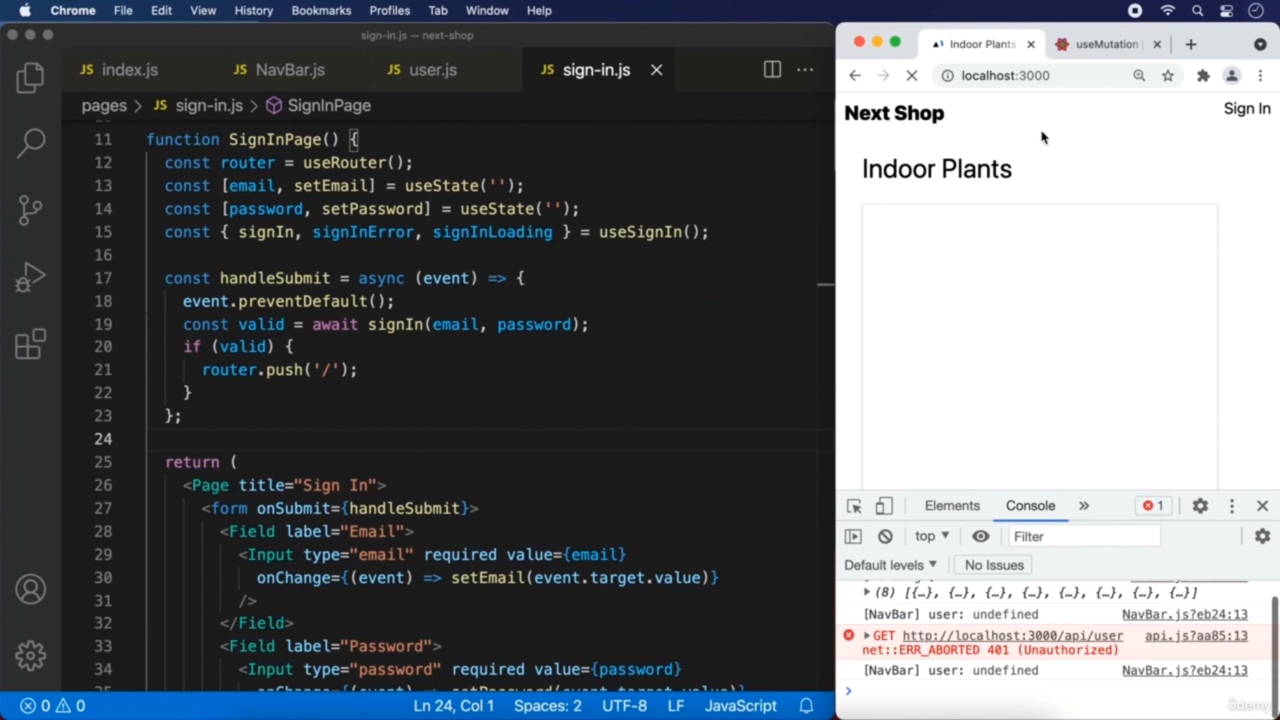 Chrome File Edit View History Bookmarks Profiles Tab Window Help
sign-in.js — next-shop
JS index.js JS NavBar.js JS user.js JS sign-in.js
pages > JS sign-in.js > SignInPage
11 function SignInPage() {
12 const router = useRouter();
13 const [email, setEmail] = useState('');
14 const [password, setPassword] = useState('');
15 const { signIn, signInError, signInLoading } = useSignIn();
16
17 const handleSubmit = async (event) => {
18 event.preventDefault();
19 const valid = await signIn(email, password);
20 if (valid) {
21 router.push('/');
22 }
23 };
24
25 return (
26 <Page title="Sign In">
27 <form onSubmit={handleSubmit}>
28 <Field label="Email">
29 <Input type="email" required value={email}
30 onChange={(event) => setEmail(event.target.value)}
31 />
32 </Field>
33 <Field label="Password">
34 <Input type="password" required value={password}
35 onChange={(event) => setPassword(event.target.value)}
0 0 Ln 24, Col 1 Spaces: 2 UTF-8 LF JavaScript
Indoor Plants useMutation
localhost:3000
Next Shop Sign In
Indoor Plants
Elements Console 1
top Filter
Default levels No Issues
(8) [{…}, {…}, {…}, {…}, {…}, {…}, {…}, {…}]
[NavBar] user: undefined NavBar.js?eb24:13
GET http://localhost:3000/api/user api.js?aa85:13
net::ERR_ABORTED 401 (Unauthorized)
[NavBar] user: undefined NavBar.js?eb24:13
ûdemy